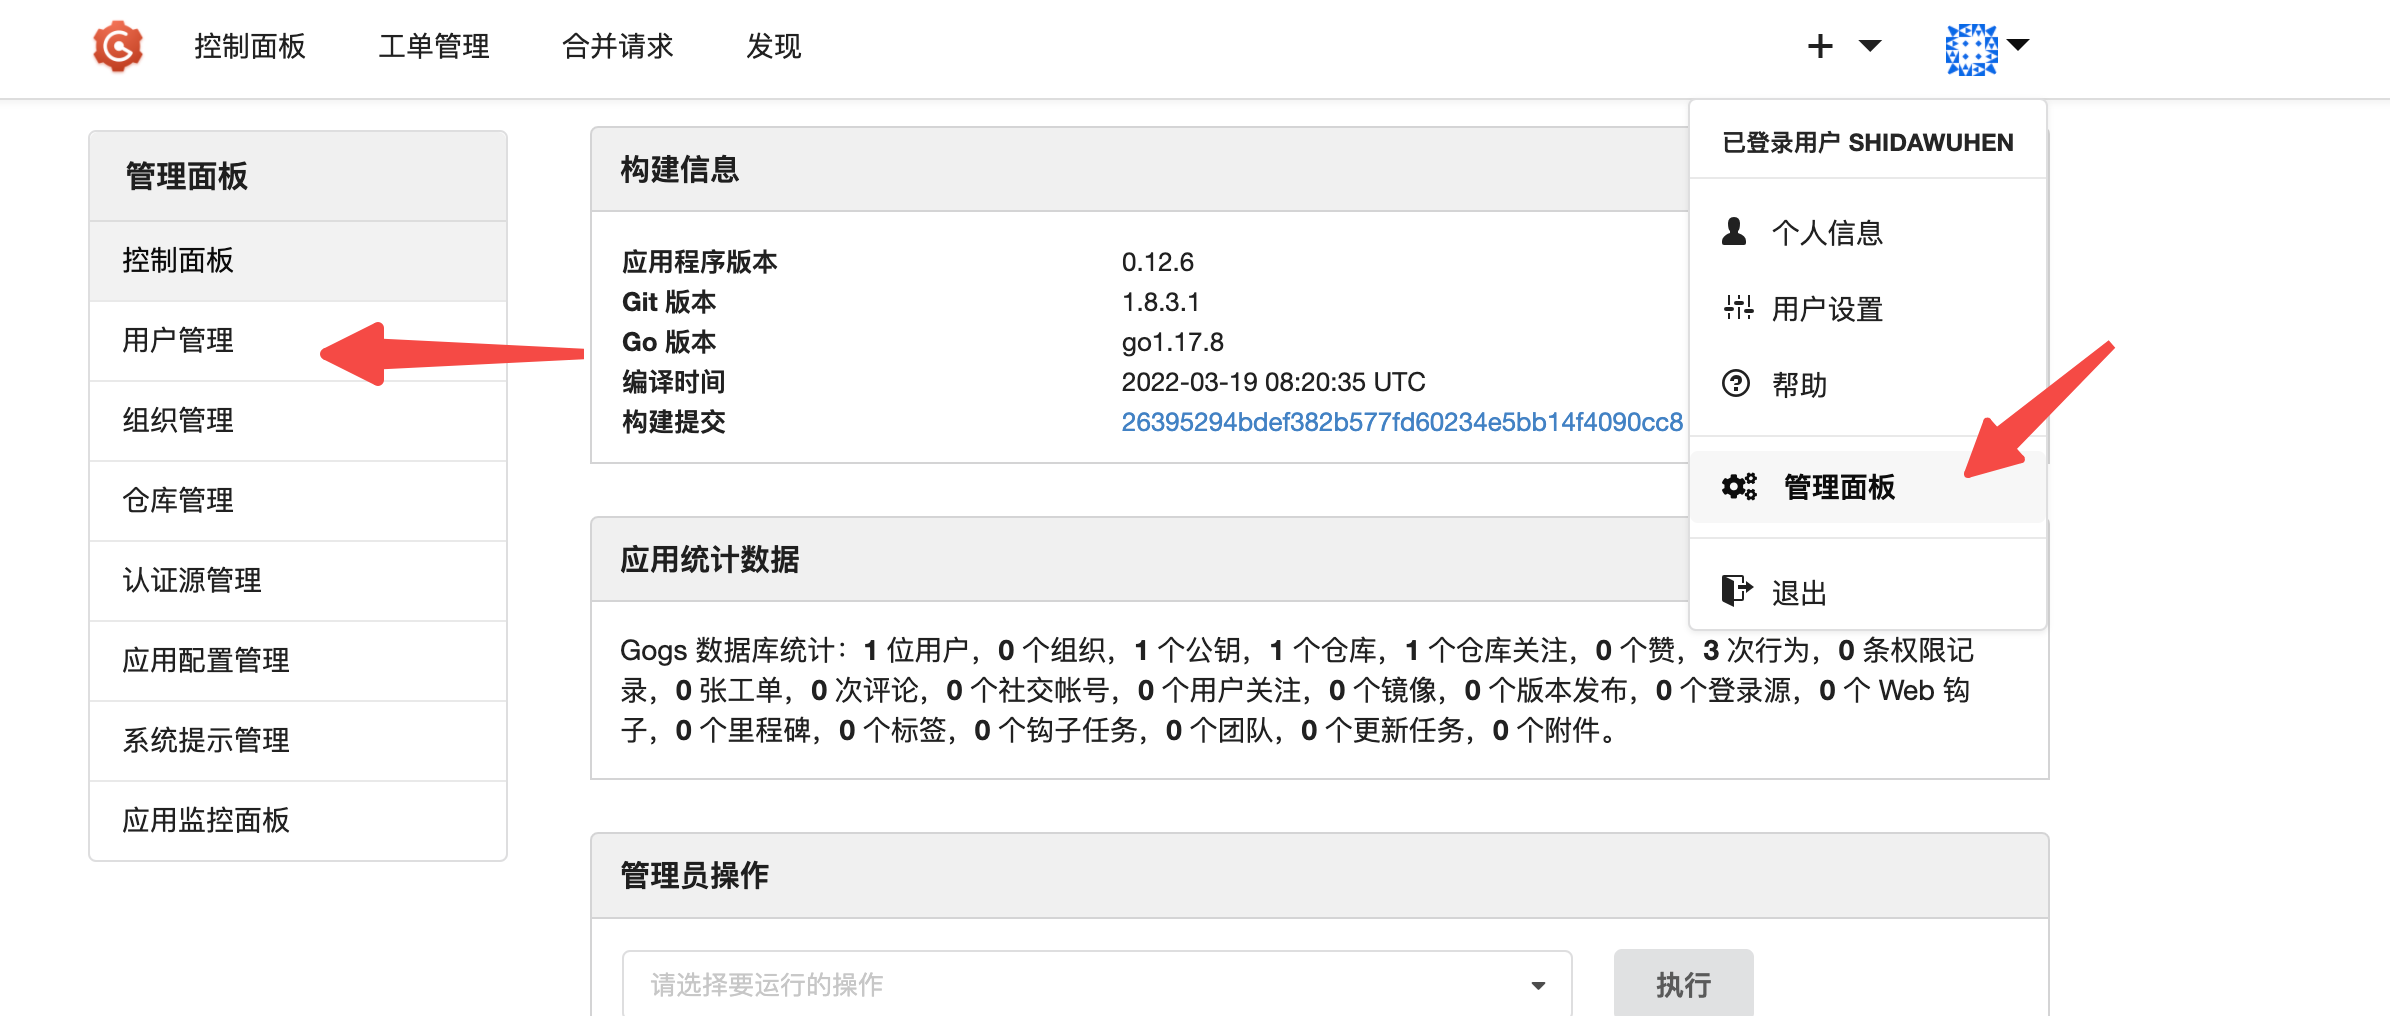 控制面板 工单管理 合并请求 发现
已登录用户 SHIDAWUHEN
个人信息
用户设置
帮助
管理面板
退出
管理面板
控制面板
用户管理
组织管理
仓库管理
认证源管理
应用配置管理
系统提示管理
应用监控面板
构建信息
应用程序版本 0.12.6
Git 版本 1.8.3.1
Go 版本 go1.17.8
编译时间 2022-03-19 08:20:35 UTC
构建提交 26395294bdef382b577fd60234e5bb14f4090cc8
应用统计数据
Gogs 数据库统计：1 位用户，0 个组织，1 个公钥，1 个仓库，1 个仓库关注，0 个赞，3 次行为，0 条权限记
录，0 张工单，0 次评论，0 个社交帐号，0 个用户关注，0 个镜像，0 个版本发布，0 个登录源，0 个 Web 钩
子，0 个里程碑，0 个标签，0 个钩子任务，0 个团队，0 个更新任务，0 个附件。
管理员操作
请选择要运行的操作
执行